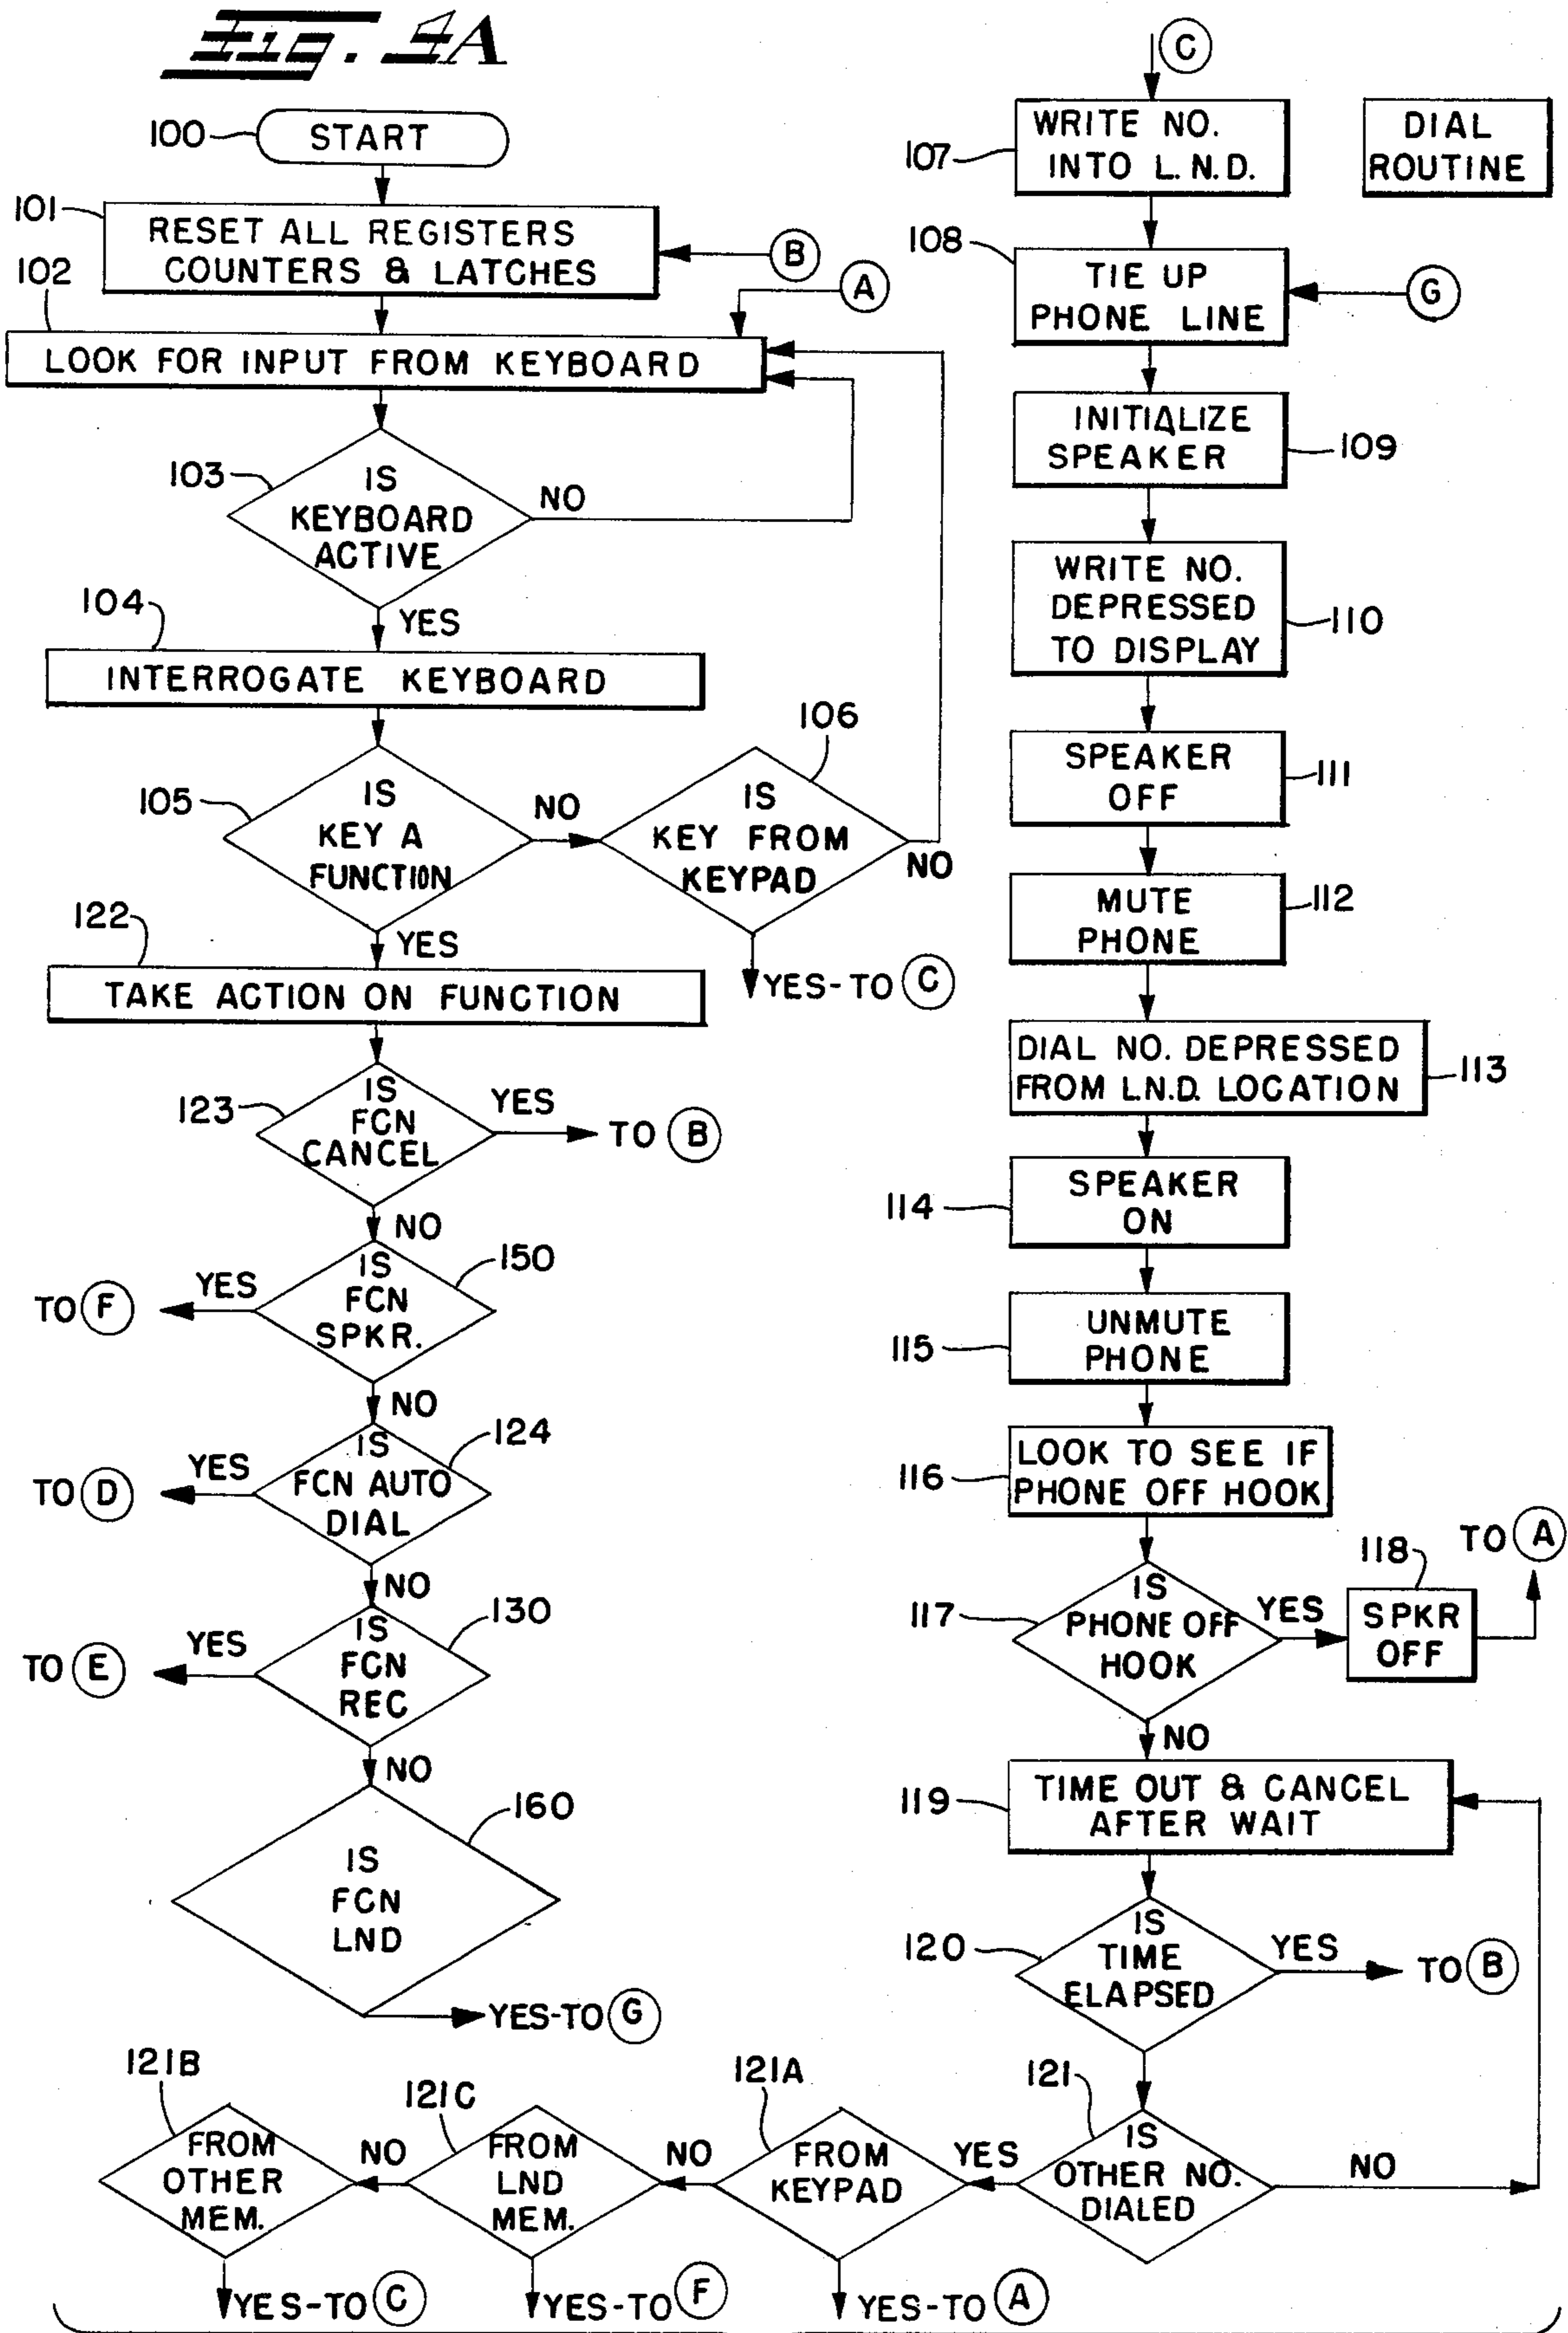 Fig. 9A
100
START
101
RESET ALL REGISTERS
COUNTERS & LATCHES
B
102
A
LOOK FOR INPUT FROM KEYBOARD
103
IS
KEYBOARD
ACTIVE
NO
YES
104
INTERROGATE KEYBOARD
105
IS
KEY A
FUNCTION
NO
106
IS
KEY FROM
KEYPAD
NO
YES-TO C
YES
122
TAKE ACTION ON FUNCTION
123
IS
FCN
CANCEL
YES
TO B
NO
150
IS
FCN
SPKR.
YES
TO F
NO
124
IS
FCN AUTO
DIAL
YES
TO D
NO
130
IS
FCN
REC
YES
TO E
NO
160
IS
FCN
LND
YES-TO G
C
107
WRITE NO.
INTO L.N.D.
DIAL
ROUTINE
108
TIE UP
PHONE LINE
G
INITIALIZE
SPEAKER
109
WRITE NO.
DEPRESSED
TO DISPLAY
110
SPEAKER
OFF
111
MUTE
PHONE
112
DIAL NO. DEPRESSED
FROM L.N.D. LOCATION
113
114
SPEAKER
ON
115
UNMUTE
PHONE
116
LOOK TO SEE IF
PHONE OFF HOOK
117
IS
PHONE OFF
HOOK
YES
118
SPKR
OFF
TO A
NO
119
TIME OUT & CANCEL
AFTER WAIT
120
IS
TIME
ELAPSED
YES
TO B
121
IS
OTHER NO.
DIALED
NO
YES
121A
FROM
KEYPAD
YES-TO A
NO
121C
FROM
LND
MEM.
YES-TO F
NO
121B
FROM
OTHER
MEM.
YES-TO C